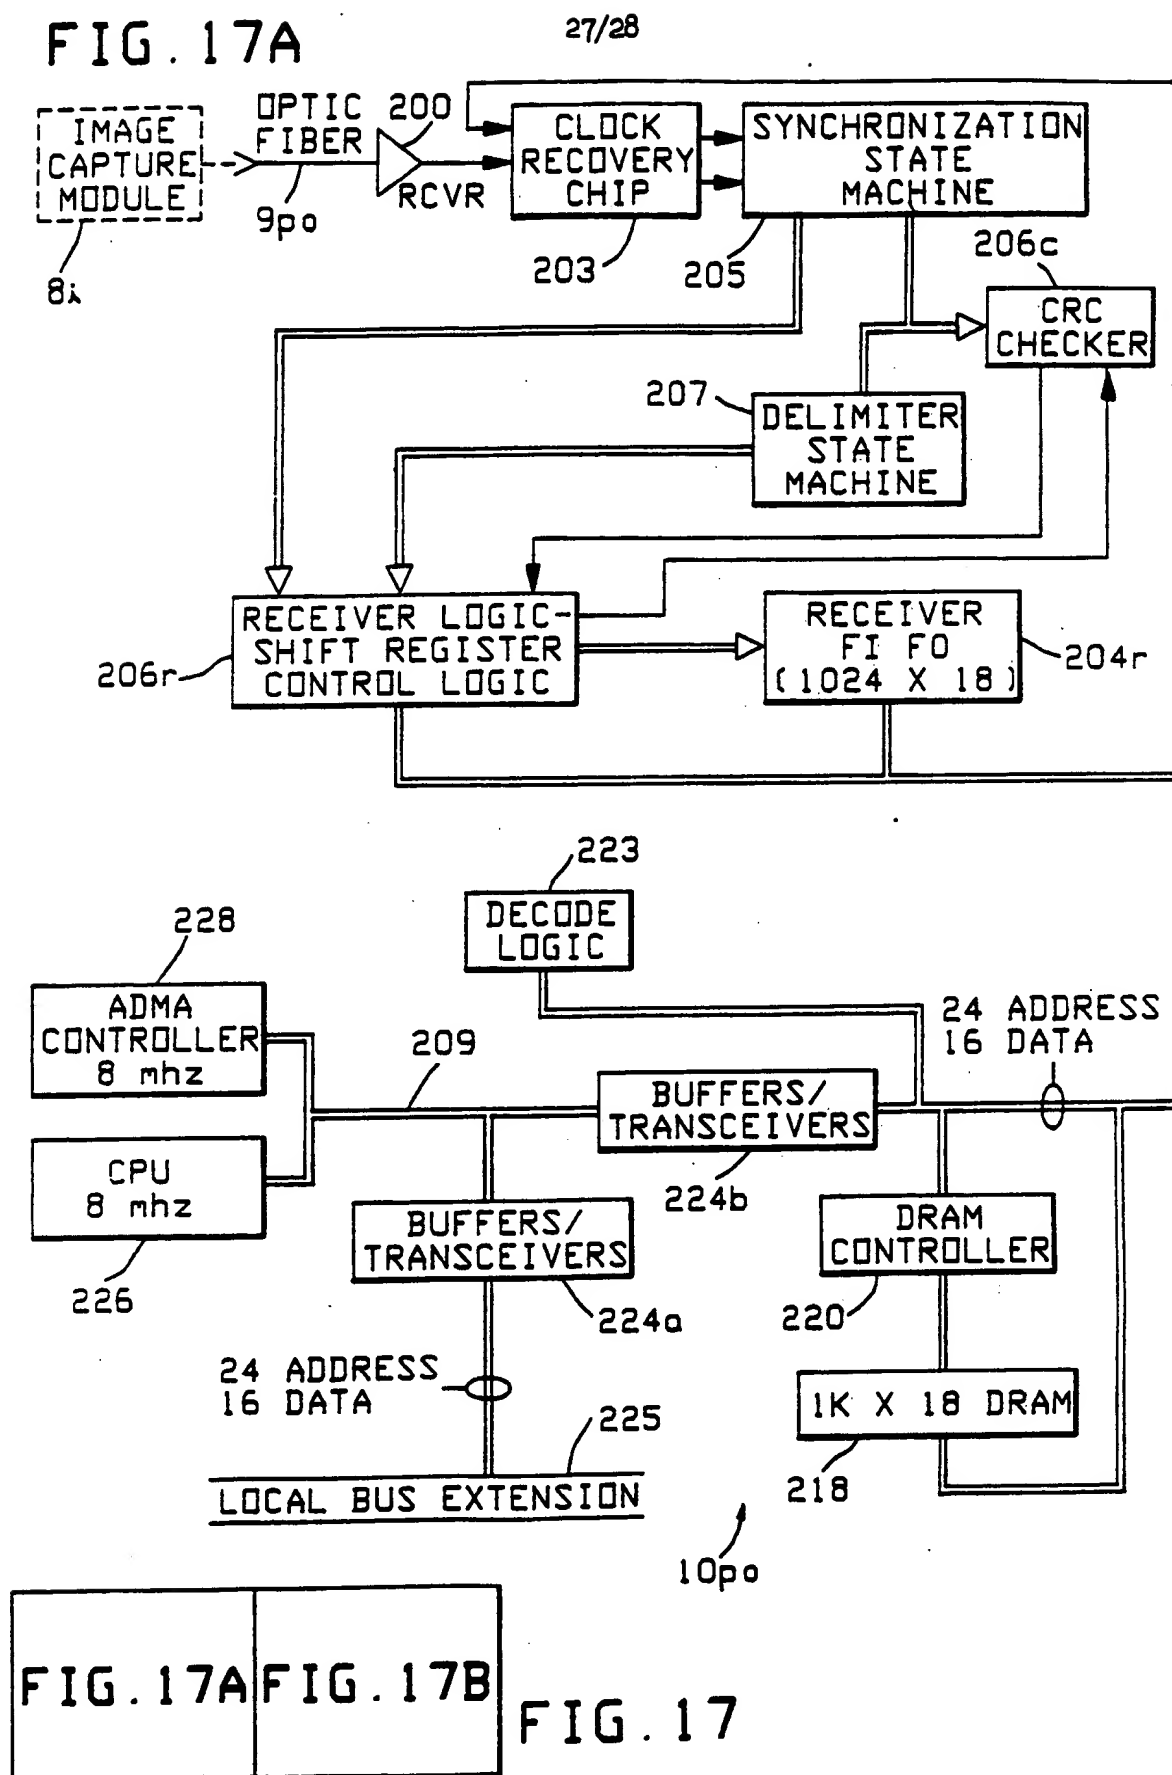 FIG. 17A
27/28
IMAGE
CAPTURE
MODULE
8i
OPTIC
FIBER
9po
200
RCVR
CLOCK
RECOVERY
CHIP
203
SYNCHRONIZATION
STATE
MACHINE
205
206c
CRC
CHECKER
207
DELIMITER
STATE
MACHINE
RECEIVER LOGIC-
SHIFT REGISTER
CONTROL LOGIC
206r
RECEIVER
FI FO
(1024 X 18)
204r
223
DECODE
LOGIC
228
ADMA
CONTROLLER
8 mhz
209
24 ADDRESS
16 DATA
BUFFERS/
TRANSCEIVERS
224b
CPU
8 mhz
226
BUFFERS/
TRANSCEIVERS
224a
DRAM
CONTROLLER
220
24 ADDRESS
16 DATA
1K X 18 DRAM
218
225
LOCAL BUS EXTENSION
10po
FIG. 17A
FIG. 17B
FIG. 17